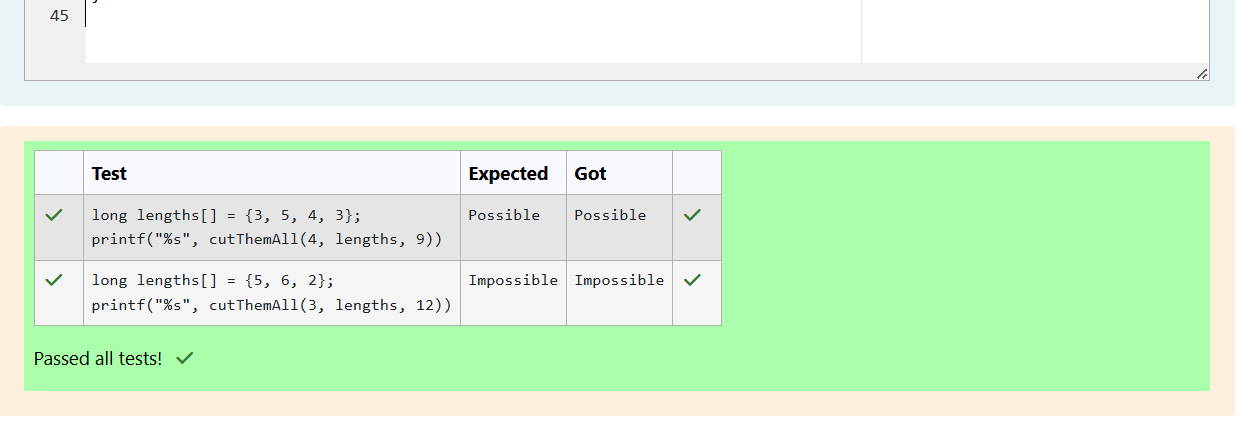 45
Test Expected Got
long lengths[] = {3, 5, 4, 3}; Possible Possible
printf("%s", cutThemAll(4, lengths, 9))
long lengths[] = {5, 6, 2}; Impossible Impossible
printf("%s", cutThemAll(3, lengths, 12))
Passed all tests!